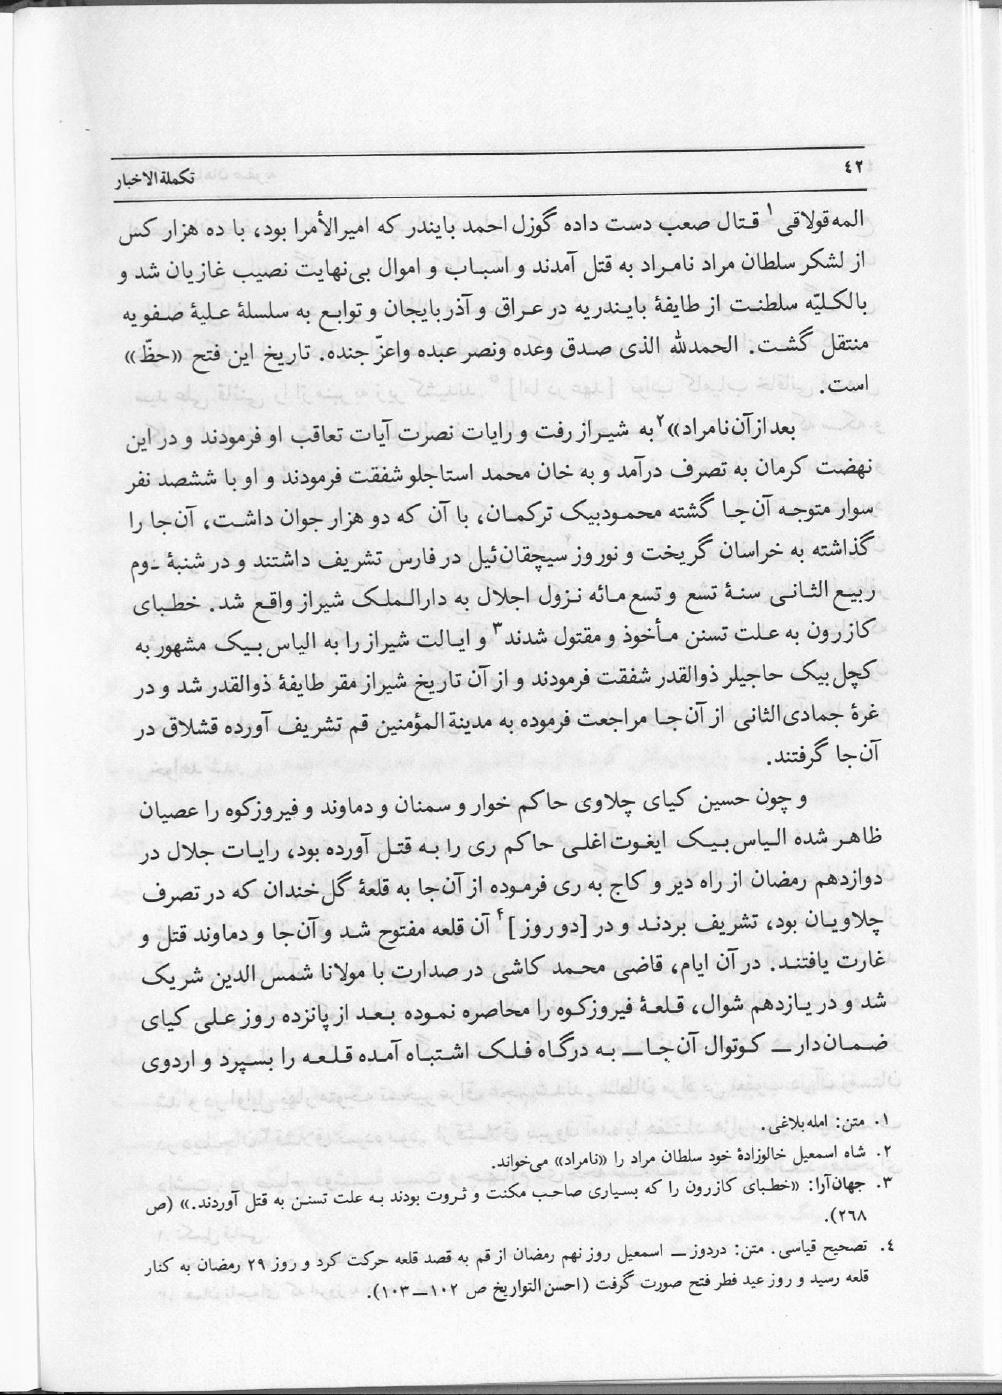 ٤٢
تکملة الاخبار
المه‌قولاقی۱ قتال صعب دست داده گوزل احمد بایندر که امیرالأمرا بود، با ده هزار کس
از لشکر سلطان مراد نامراد به قتل آمدند و اسباب و اموال بی‌نهایت نصیب غازیان شد و
بالکلیّه سلطنت از طایفهٔ بایندریه در عراق و آذربایجان و توابع به سلسلهٔ علیهٔ صفویه
منتقل گشت. الحمدلله الذی صدق وعده ونصر عبده واعزّ جنده. تاریخ این فتح «حظّ»
است.
بعد از آن نامراد»۲ به شیراز رفت و رایات نصرت آیات تعاقب او فرمودند و در این
نهضت کرمان به تصرف درآمد و به خان محمد استاجلو شفقت فرمودند و او با ششصد نفر
سوار متوجه آن‌جا گشته محمودبیک ترکمان، با آن که دو هزار جوان داشت، آن‌جا را
گذاشته به خراسان گریخت و نوروز سیچقان‌ئیل در فارس تشریف داشتند و در شنبهٔ دوم
ربیع الثانی سنهٔ تسع و تسع مائه نزول اجلال به دارالملک شیراز واقع شد. خطبای
کازرون به علت تسنن مأخوذ و مقتول شدند۳ و ایالت شیراز را به الیاس بیک مشهور به
کچل بیک حاجیلر ذوالقدر شفقت فرمودند و از آن تاریخ شیراز مقر طایفهٔ ذوالقدر شد و در
غرهٔ جمادی‌الثانی از آن‌جا مراجعت فرموده به مدینة المؤمنین قم تشریف آورده قشلاق در
آن‌جا گرفتند.
و چون حسین کیای چلاوی حاکم خوار و سمنان و دماوند و فیروزکوه را عصیان
ظاهر شده الیاس بیک ایغوت‌اغلی حاکم ری را به قتل آورده بود، رایات جلال در
دوازدهم رمضان از راه دیر و کاج به ری فرموده از آن‌جا به قلعهٔ گل‌خندان که در تصرف
چلاویان بود، تشریف بردند و در [دو روز]۴ آن قلعه مفتوح شد و آن‌جا و دماوند قتل و
غارت یافتند. در آن ایام، قاضی محمد کاشی در صدارت با مولانا شمس الدین شریک
شد و در یازدهم شوال، قلعهٔ فیروزکوه را محاصره نموده بعد از پانزده روز علی کیای
ضمان‌دار ــ کوتوال آن‌جا ــ به درگاه فلک اشتباه آمده قلعه را بسپرد و اردوی
۱. متن: امله‌بلاغی.
۲. شاه اسمعیل خالوزادهٔ خود سلطان مراد را «نامراد» می‌خواند.
۳. جهان‌آرا: «خطبای کازرون را که بسیاری صاحب مکنت و ثروت بودند به علت تسنن به قتل آوردند.» (ص
۲٦۸).
٤. تصحیح قیاسی. متن: دردوز ــ اسمعیل روز نهم رمضان از قم به قصد قلعه حرکت کرد و روز ۲۹ رمضان به کنار
قلعه رسید و روز عید فطر فتح صورت گرفت (احسن‌التواریخ ص ۱۰۲ــ۱۰۳).